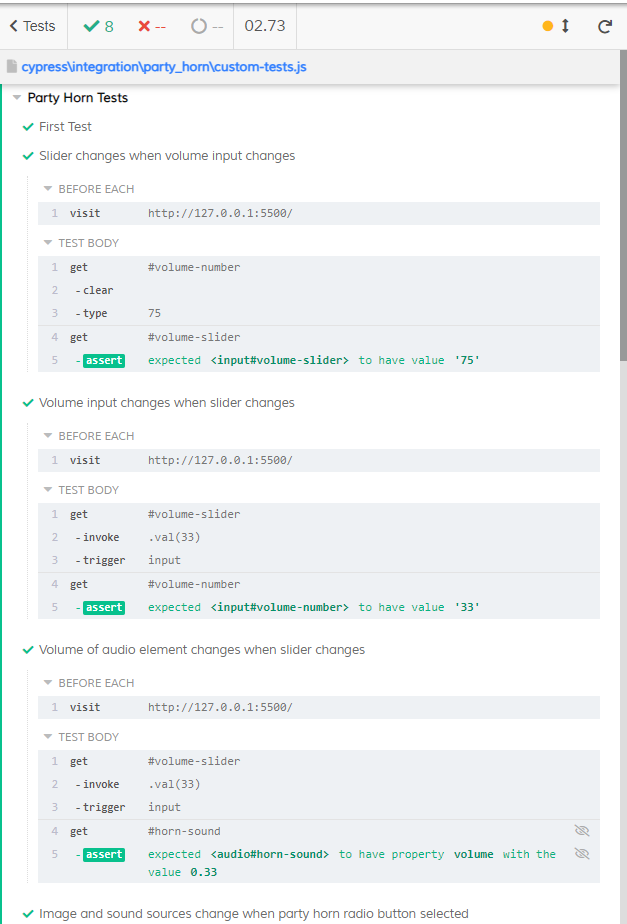 Tests 8 -- -- 02.73
cypress\integration\party_horn\custom-tests.js
Party Horn Tests
First Test
Slider changes when volume input changes
BEFORE EACH
1 visit http://127.0.0.1:5500/
TEST BODY
1 get #volume-number
2 -clear
3 -type 75
4 get #volume-slider
5 -assert expected <input#volume-slider> to have value '75'
Volume input changes when slider changes
BEFORE EACH
1 visit http://127.0.0.1:5500/
TEST BODY
1 get #volume-slider
2 -invoke .val(33)
3 -trigger input
4 get #volume-number
5 -assert expected <input#volume-number> to have value '33'
Volume of audio element changes when slider changes
BEFORE EACH
1 visit http://127.0.0.1:5500/
TEST BODY
1 get #volume-slider
2 -invoke .val(33)
3 -trigger input
4 get #horn-sound
5 -assert expected <audio#horn-sound> to have property volume with the
value 0.33
Image and sound sources change when party horn radio button selected